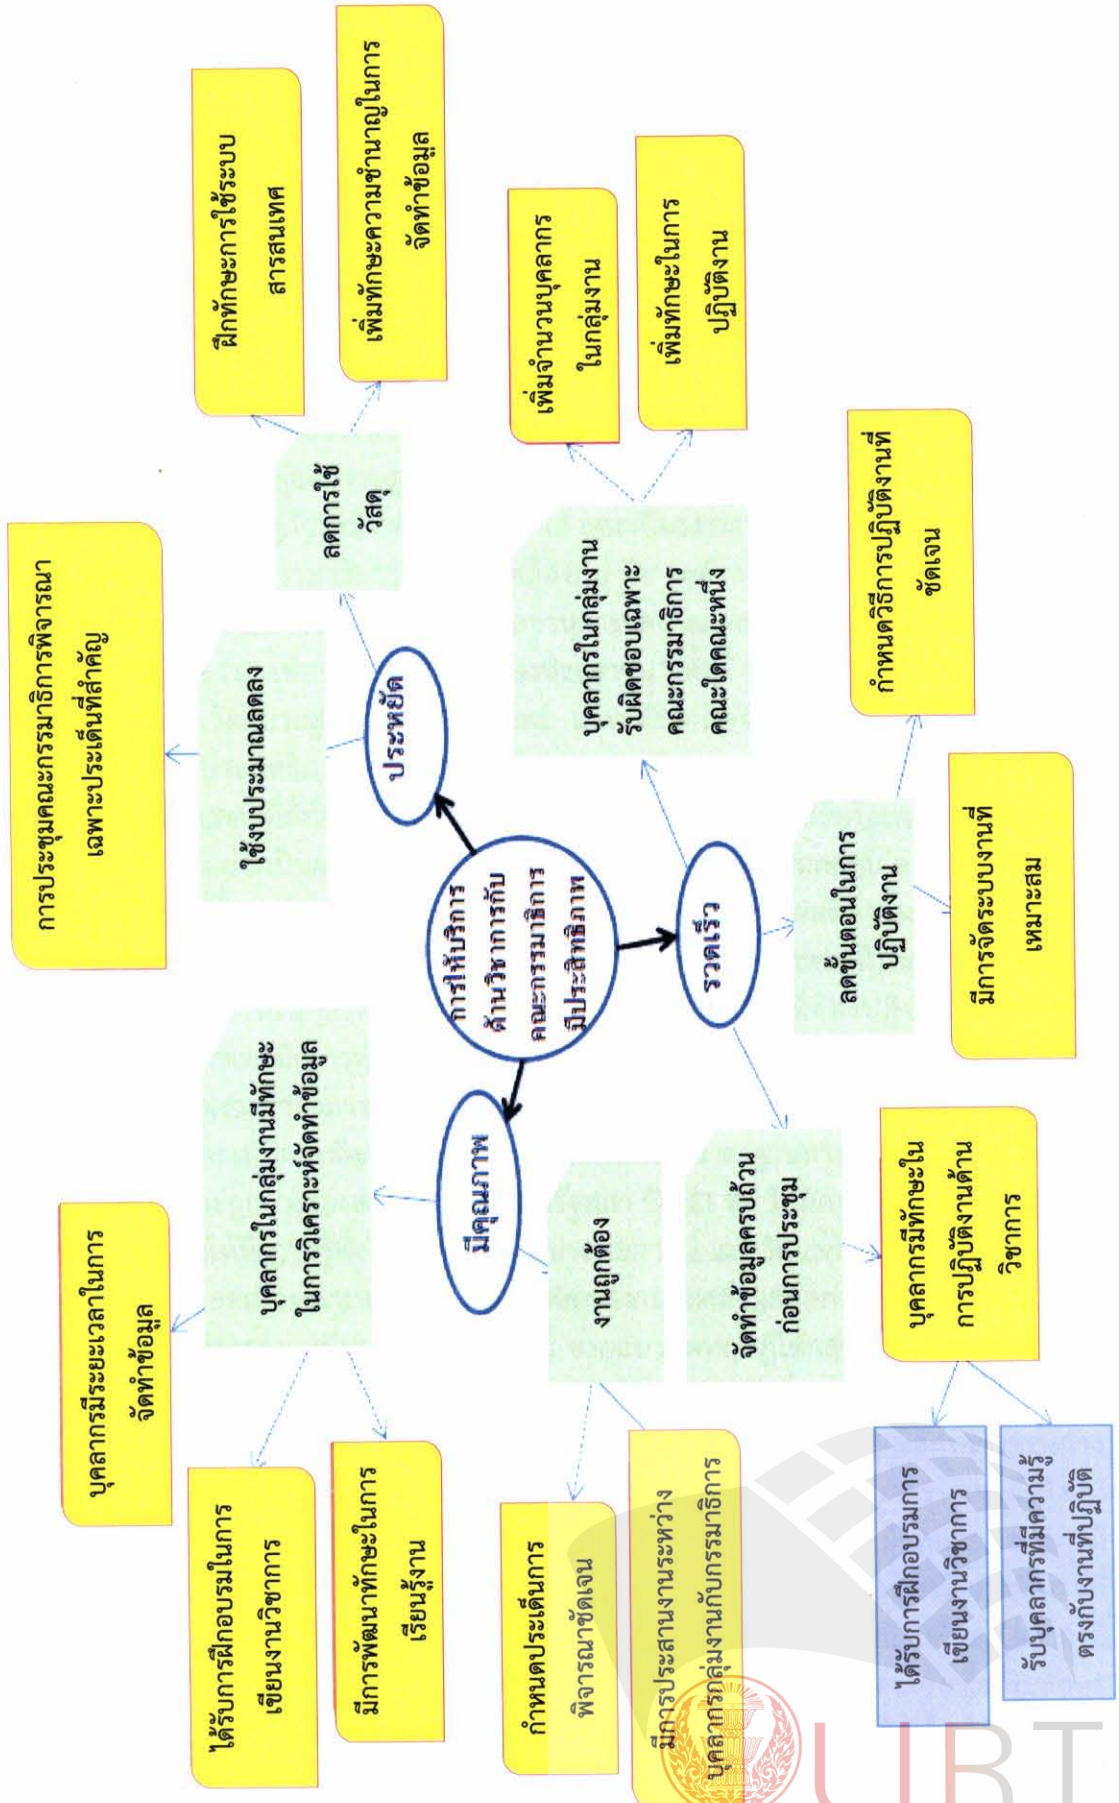 การประชุมคณะกรรมาธิการพิจารณา
เฉพาะประเด็นที่สำคัญ
ฝึกทักษะการใช้ระบบ
สารสนเทศ
เพิ่มทักษะความชำนาญในการ
จัดทำข้อมูล
ลดการใช้
วัสดุ
ใช้งบประมาณลดลง
ประหยัด
บุคลากรมีระยะเวลาในการ
จัดทำข้อมูล
ได้รับการฝึกอบรมในการ
เขียนงานวิชาการ
มีการพัฒนาทักษะในการ
เรียนรู้งาน
บุคลากรในกลุ่มงานมีทักษะ
ในการวิเคราะห์จัดทำข้อมูล
มีคุณภาพ
การให้บริการ
ด้านวิชาการกับ
คณะกรรมาธิการ
มีประสิทธิภาพ
เพิ่มจำนวนบุคลากร
ในกลุ่มงาน
เพิ่มทักษะในการ
ปฏิบัติงาน
บุคลากรในกลุ่มงาน
รับผิดชอบเฉพาะ
คณะกรรมาธิการ
คณะใดคณะหนึ่ง
รวดเร็ว
งานถูกต้อง
กำหนดประเด็นการ
พิจารณาชัดเจน
มีการประสานงานระหว่าง
บุคลากรกลุ่มงานกับกรรมาธิการ
จัดทำข้อมูลครบถ้วน
ก่อนการประชุม
ลดขั้นตอนในการ
ปฏิบัติงาน
กำหนดวิธีการปฏิบัติงานที่
ชัดเจน
มีการจัดระบบงานที่
เหมาะสม
บุคลากรมีทักษะใน
การปฏิบัติงานด้าน
วิชาการ
ได้รับการฝึกอบรมการ
เขียนงานวิชาการ
รับบุคลากรที่มีความรู้
ตรงกับงานที่ปฏิบัติ